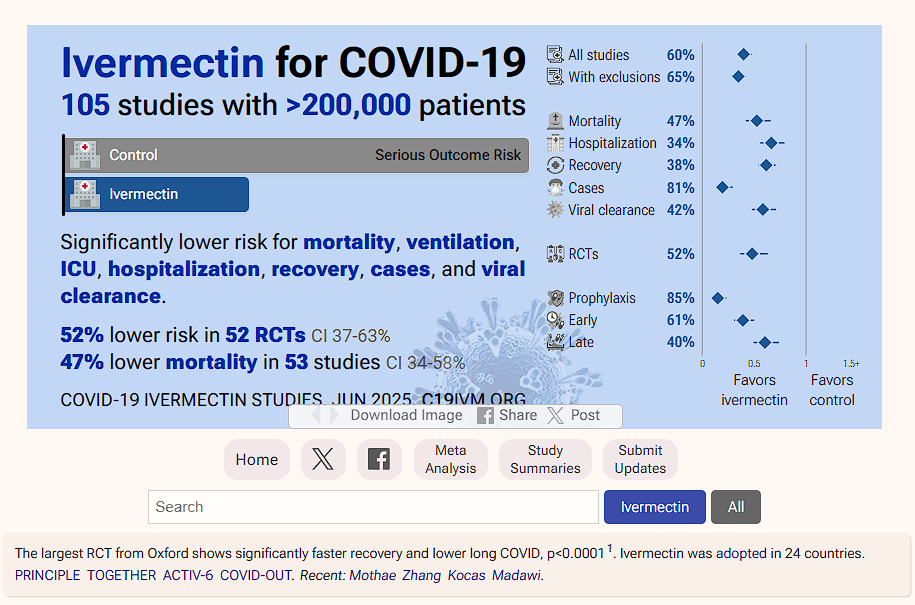 Ivermectin for COVID-19
105 studies with >200,000 patients
Control
Serious Outcome Risk
Ivermectin
Significantly lower risk for mortality, ventilation,
ICU, hospitalization, recovery, cases, and viral
clearance.
52% lower risk in 52 RCTs CI 37-63%
47% lower mortality in 53 studies CI 34-58%
COVID-19 IVERMECTIN STUDIES. JUN 2025. C19IVM.ORG
All studies 60%
With exclusions 65%
Mortality 47%
Hospitalization 34%
Recovery 38%
Cases 81%
Viral clearance 42%
RCTs 52%
Prophylaxis 85%
Early 61%
Late 40%
0 0.5 1 1.5+
Favors Favors
ivermectin control
Download Image Share Post
Home
Meta
Analysis
Study
Summaries
Submit
Updates
Search
Ivermectin
All
The largest RCT from Oxford shows significantly faster recovery and lower long COVID, p<0.0001 1. Ivermectin was adopted in 24 countries.
PRINCIPLE TOGETHER ACTIV-6 COVID-OUT. Recent: Mothae Zhang Kocas Madawi.